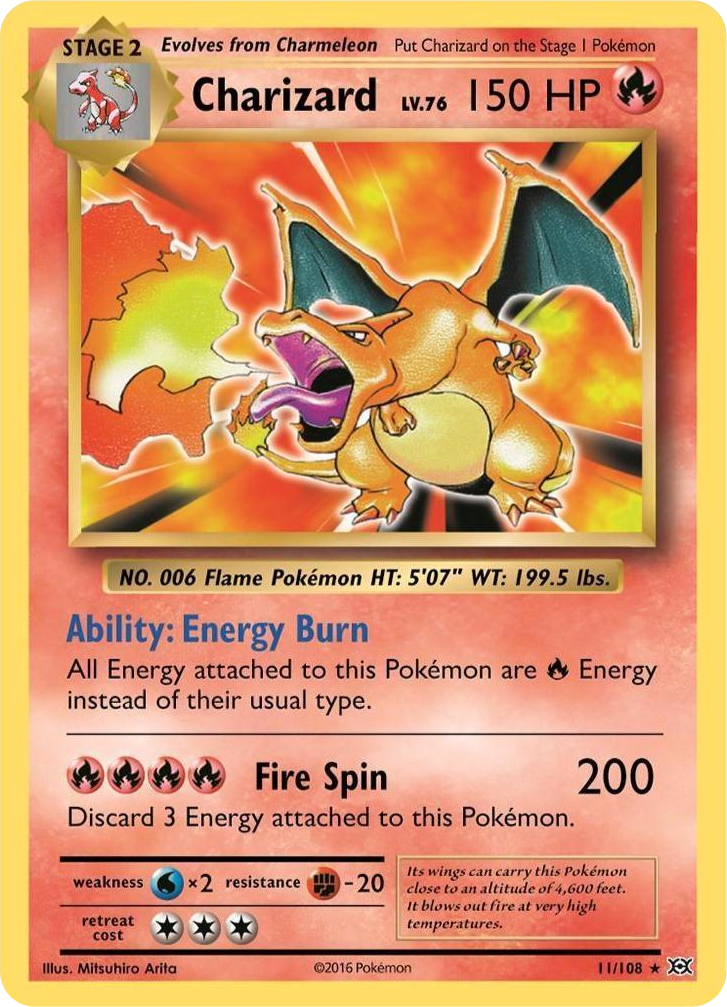 STAGE 2 Evolves from Charmeleon Put Charizard on the Stage 1 Pokémon
Charizard LV.76 150 HP
NO. 006 Flame Pokémon HT: 5'07" WT: 199.5 lbs.
Ability: Energy Burn
All Energy attached to this Pokémon are Energy
instead of their usual type.
Fire Spin 200
Discard 3 Energy attached to this Pokémon.
weakness ×2 resistance -20
retreat
cost
Its wings can carry this Pokémon
close to an altitude of 4,600 feet.
It blows out fire at very high
temperatures.
Illus. Mitsuhiro Arita ©2016 Pokémon 11/108 ★